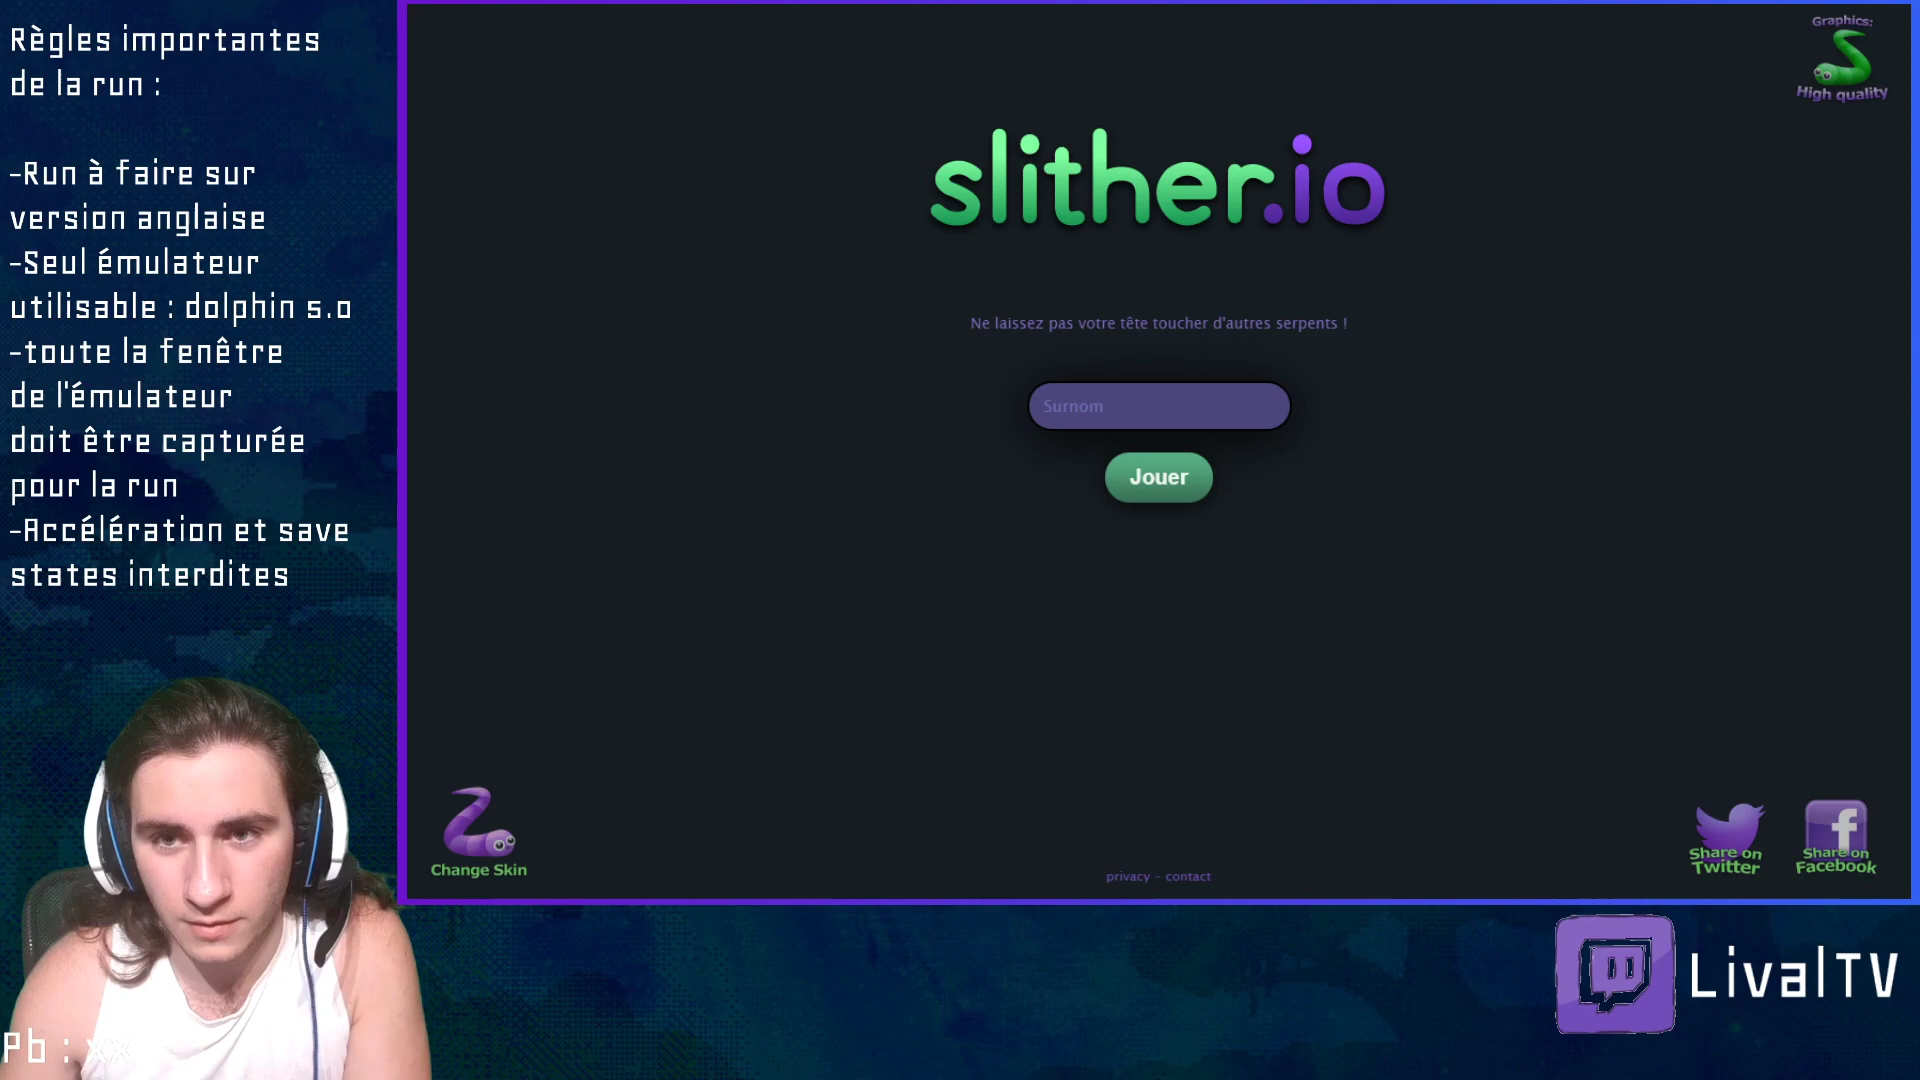 Règles importantes
de la run :
-Run à faire sur
version anglaise
-Seul émulateur
utilisable : dolphin 5.0
-toute la fenêtre
de l'émulateur
doit être capturée
pour la run
-Accélération et save
states interdites
Pb : xx
Graphics:
High quality
slither.io
Ne laissez pas votre tête toucher d'autres serpents !
Surnom
Jouer
Change Skin
privacy - contact
Share on
Twitter
Share on
Facebook
LivalTV